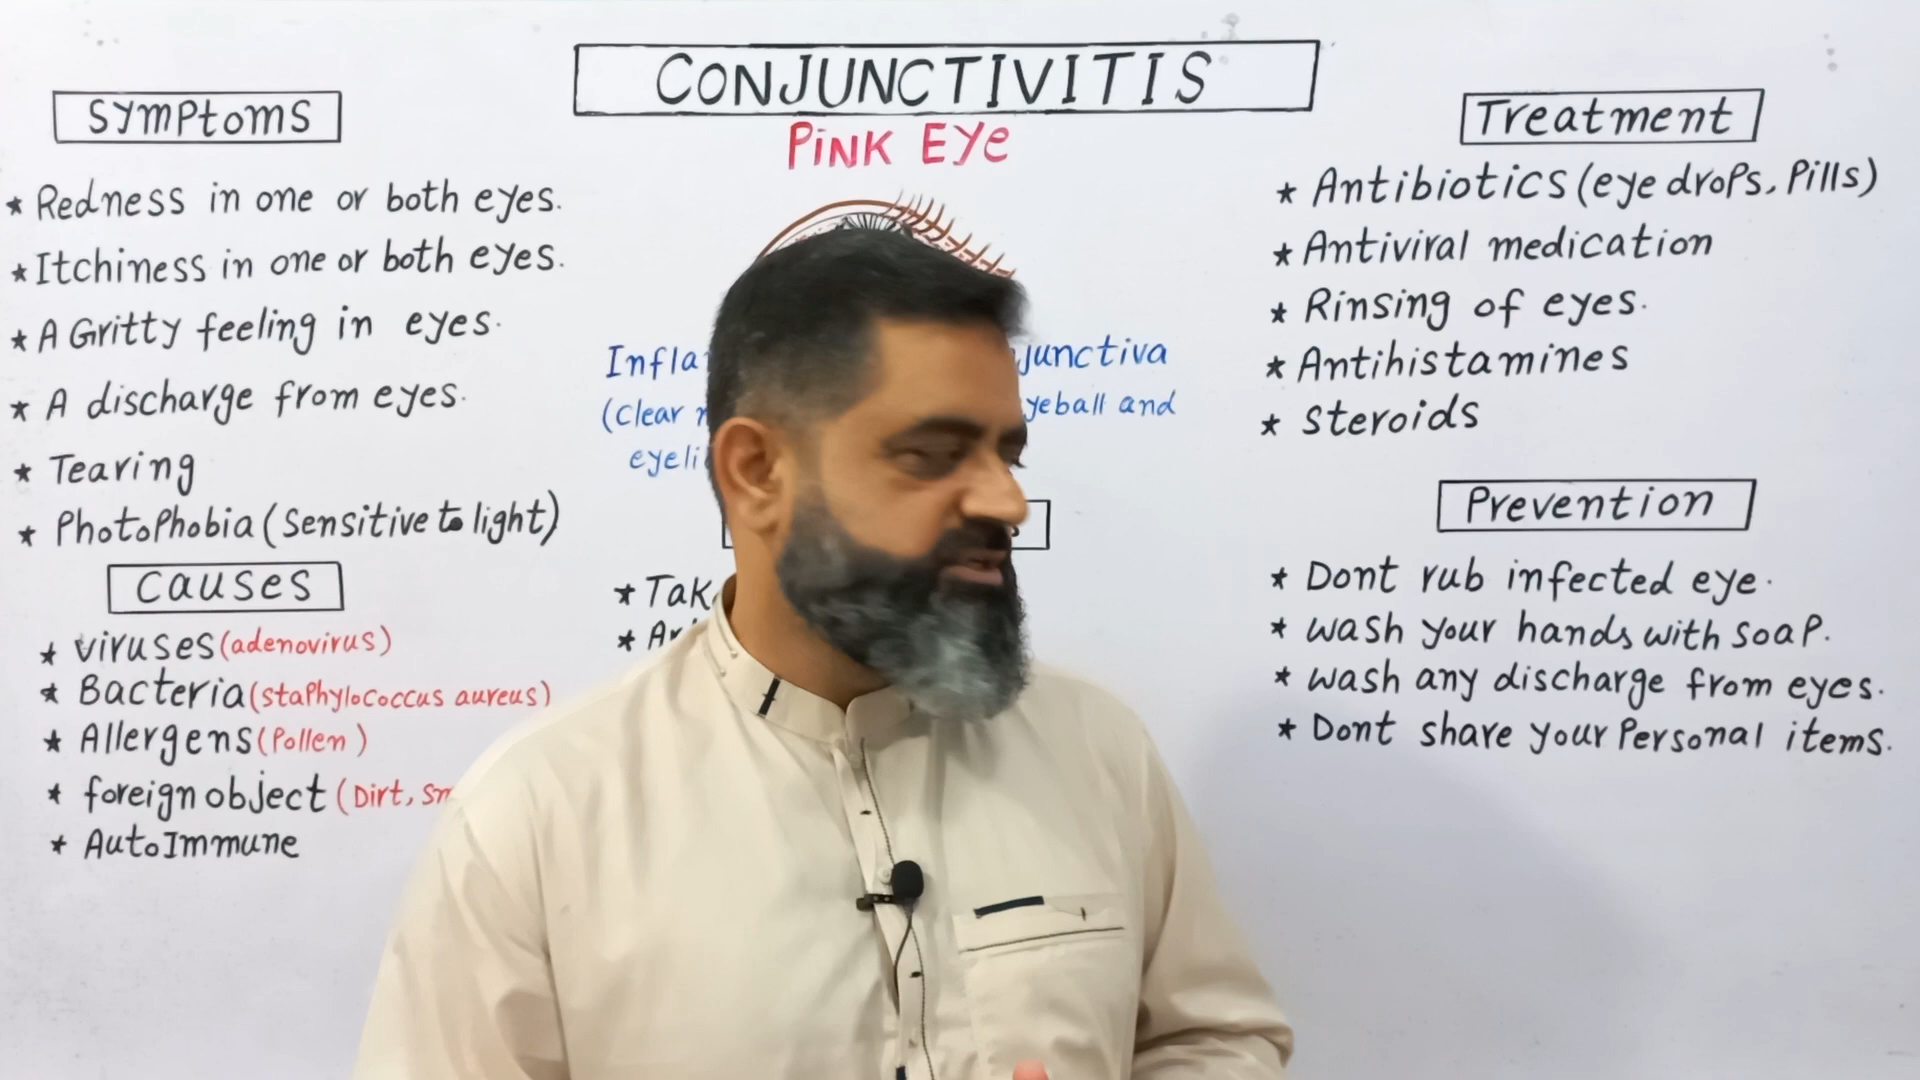 CONJUNCTIVITIS
PiNK EYe
Symptoms
* Redness in one or both eyes.
* Itchiness in one or both eyes.
* A Gritty feeling in eyes.
* A discharge from eyes.
* Tearing
* Photophobia (Sensitive to light)
Causes
* viruses (adenovirus)
* Bacteria (staphylococcus aureus)
* Allergens (Pollen)
* foreign object (Dirt,
* AutoImmune
(Clear
eyeball and
*
*
Treatment
* Antibiotics (eye drops, Pills)
* Antiviral medication
* Rinsing of eyes.
* Antihistamines
* Steroids
Prevention
* Dont rub infected eye.
* wash your hands with soap.
* wash any discharge from eyes.
* Dont share your Personal items.